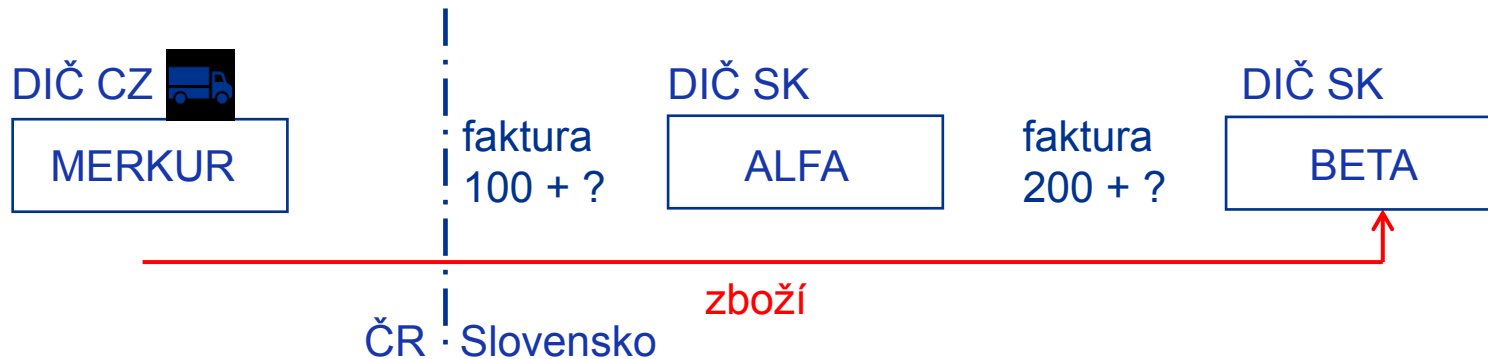 DIČ CZ
MERKUR
faktura
100 + ?
DIČ SK
ALFA
faktura
200 + ?
DIČ SK
BETA
zboží
ČR
Slovensko